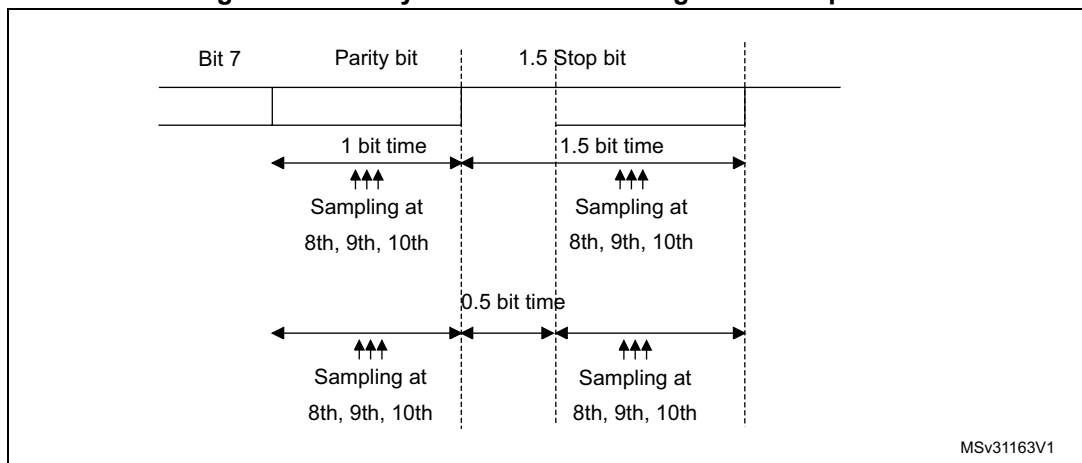 Bit 7 Parity bit 1.5 Stop bit
1 bit time 1.5 bit time
Sampling at Sampling at
8th, 9th, 10th 8th, 9th, 10th
0.5 bit time
Sampling at Sampling at
8th, 9th, 10th 8th, 9th, 10th
MSv31163V1